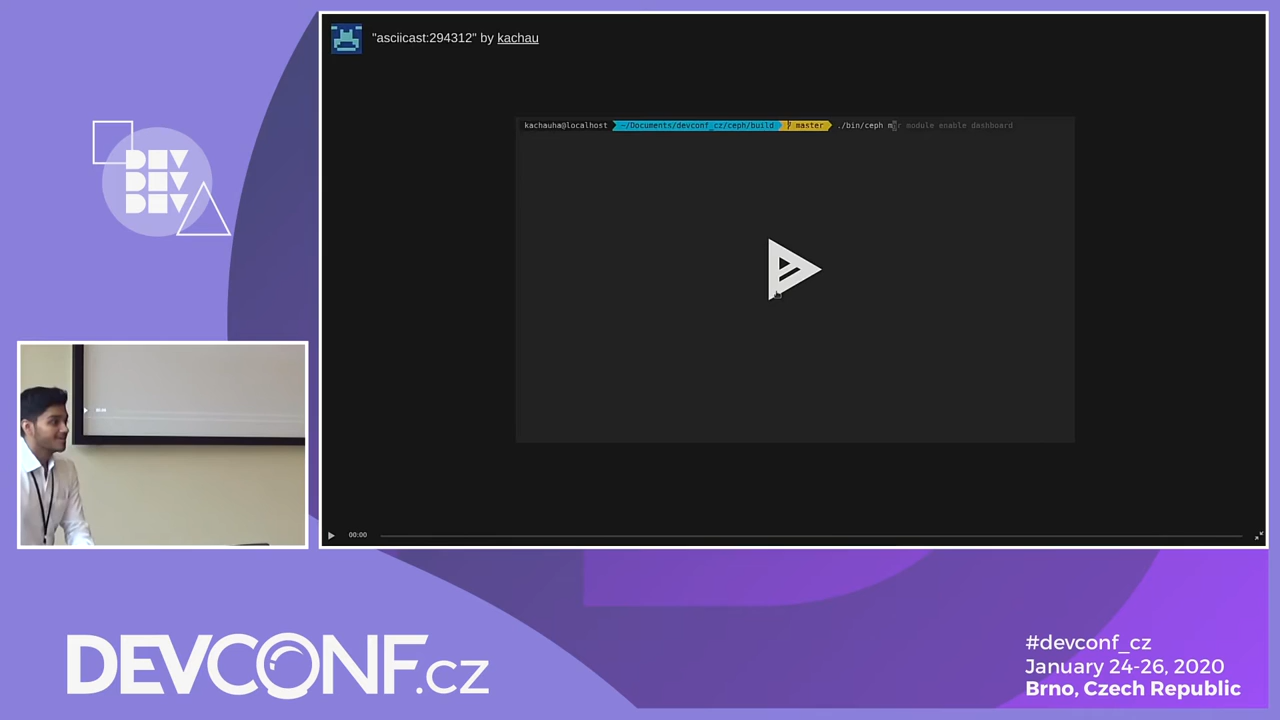 "asciicast:294312" by kachau
kachauha@localhost ~/Documents/devconf_cz/ceph/build master ./bin/ceph mgr module enable dashboard
DEV
DEV
DEV
00:00
DEVCONF.cz
#devconf_cz
January 24-26, 2020
Brno, Czech Republic